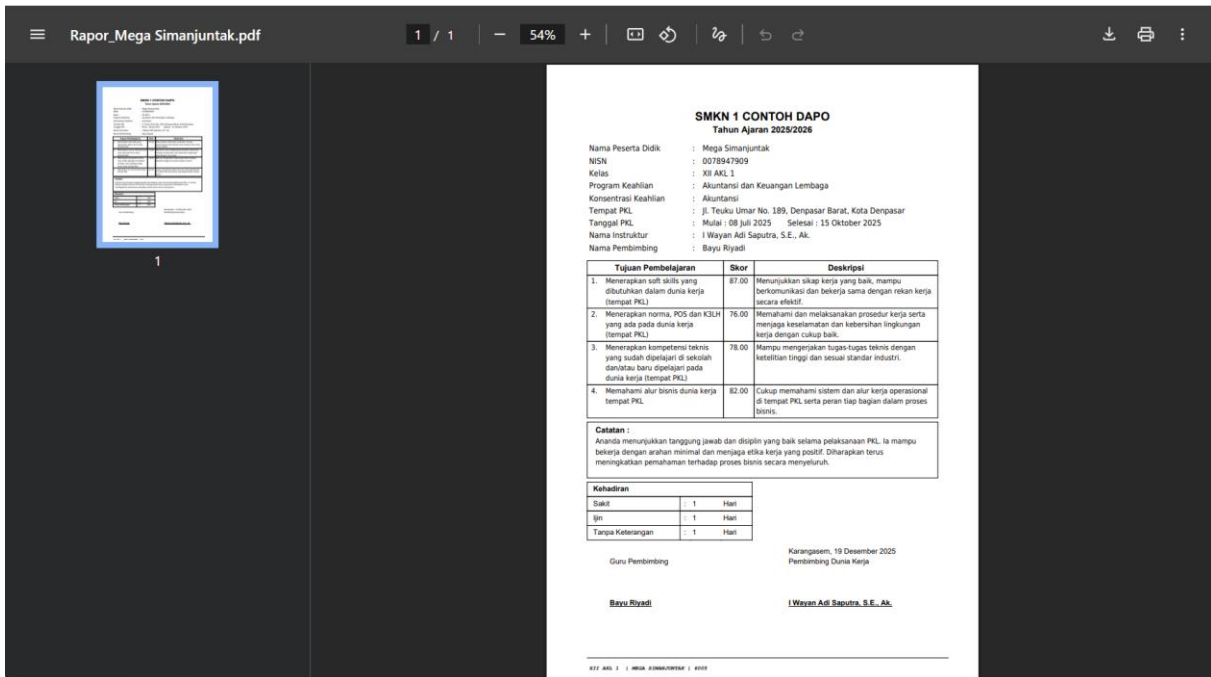 Rapor_Mega Simanjuntak.pdf
1 / 1
54%
1
SMKN 1 CONTOH DAPO
Tahun Ajaran 2025/2026
Nama Peserta Didik : Mega Simanjuntak
NISN : 0078947909
Kelas : XII AKL 1
Program Keahlian : Akuntansi dan Keuangan Lembaga
Konsentrasi Keahlian : Akuntansi
Tempat PKL : Jl. Teuku Umar No. 189, Denpasar Barat, Kota Denpasar
Tanggal PKL : Mulai : 08 Juli 2025 Selesai : 15 Oktober 2025
Nama Instruktur : I Wayan Adi Saputra, S.E., Ak.
Nama Pembimbing : Bayu Riyadi
Tujuan Pembelajaran Skor Deskripsi
1. Menerapkan soft skills yang 87.00 Menunjukkan sikap kerja yang baik, mampu
dibutuhkan dalam dunia kerja berkomunikasi dan bekerja sama dengan rekan kerja
(tempat PKL) secara efektif.
2. Menerapkan norma, POS dan K3LH 76.00 Memahami dan melaksanakan prosedur kerja serta
yang ada pada dunia kerja menjaga keselamatan dan kebersihan lingkungan
(tempat PKL) kerja dengan cukup baik.
3. Menerapkan kompetensi teknis 78.00 Mampu mengerjakan tugas-tugas teknis dengan
yang sudah dipelajari di sekolah ketelitian tinggi dan sesuai standar industri.
dan/atau baru dipelajari pada
dunia kerja (tempat PKL)
4. Memahami alur bisnis dunia kerja 82.00 Cukup memahami sistem dan alur kerja operasional
tempat PKL di tempat PKL serta peran tiap bagian dalam proses
bisnis.
Catatan :
Ananda menunjukkan tanggung jawab dan disiplin yang baik selama pelaksanaan PKL. Ia mampu
bekerja dengan arahan minimal dan menjaga etika kerja yang positif. Diharapkan terus
meningkatkan pemahaman terhadap proses bisnis secara menyeluruh.
Kehadiran
Sakit : 1 Hari
Ijin : 1 Hari
Tanpa Keterangan : 1 Hari
Karangasem, 19 Desember 2025
Guru Pembimbing Pembimbing Dunia Kerja
Bayu Riyadi I Wayan Adi Saputra, S.E., Ak.
XII AKL 1 | MEGA SIMANJUNTAK |